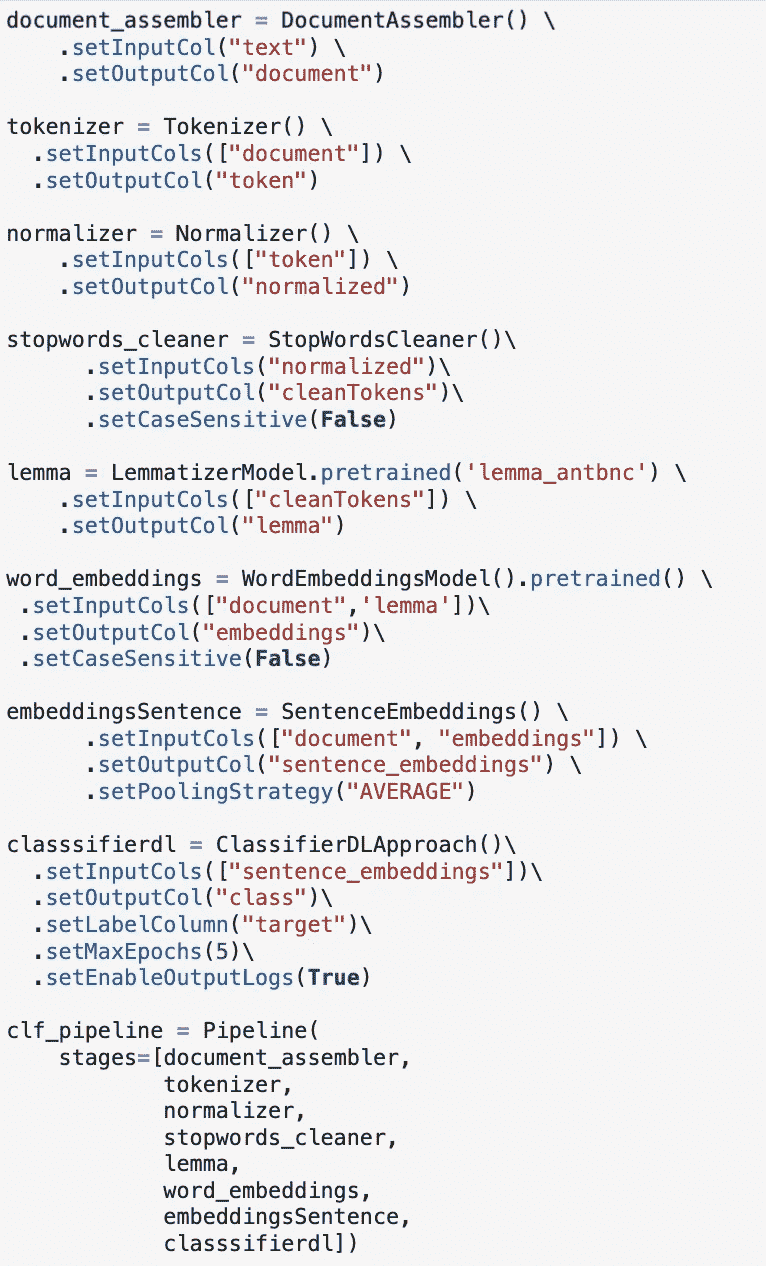 document_assembler = DocumentAssembler() \
    .setInputCol("text") \
    .setOutputCol("document")

tokenizer = Tokenizer() \
  .setInputCols(["document"]) \
  .setOutputCol("token")

normalizer = Normalizer() \
    .setInputCols(["token"]) \
    .setOutputCol("normalized")

stopwords_cleaner = StopWordsCleaner()\
      .setInputCols("normalized")\
      .setOutputCol("cleanTokens")\
      .setCaseSensitive(False)

lemma = LemmatizerModel.pretrained('lemma_antbnc') \
    .setInputCols(["cleanTokens"]) \
    .setOutputCol("lemma")

word_embeddings = WordEmbeddingsModel().pretrained() \
 .setInputCols(["document",'lemma'])\
 .setOutputCol("embeddings")\
 .setCaseSensitive(False)

embeddingsSentence = SentenceEmbeddings() \
      .setInputCols(["document", "embeddings"]) \
      .setOutputCol("sentence_embeddings") \
      .setPoolingStrategy("AVERAGE")

classsifierdl = ClassifierDLApproach()\
  .setInputCols(["sentence_embeddings"])\
  .setOutputCol("class")\
  .setLabelColumn("target")\
  .setMaxEpochs(5)\
  .setEnableOutputLogs(True)

clf_pipeline = Pipeline(
    stages=[document_assembler,
            tokenizer,
            normalizer,
            stopwords_cleaner,
            lemma,
            word_embeddings,
            embeddingsSentence,
            classsifierdl])